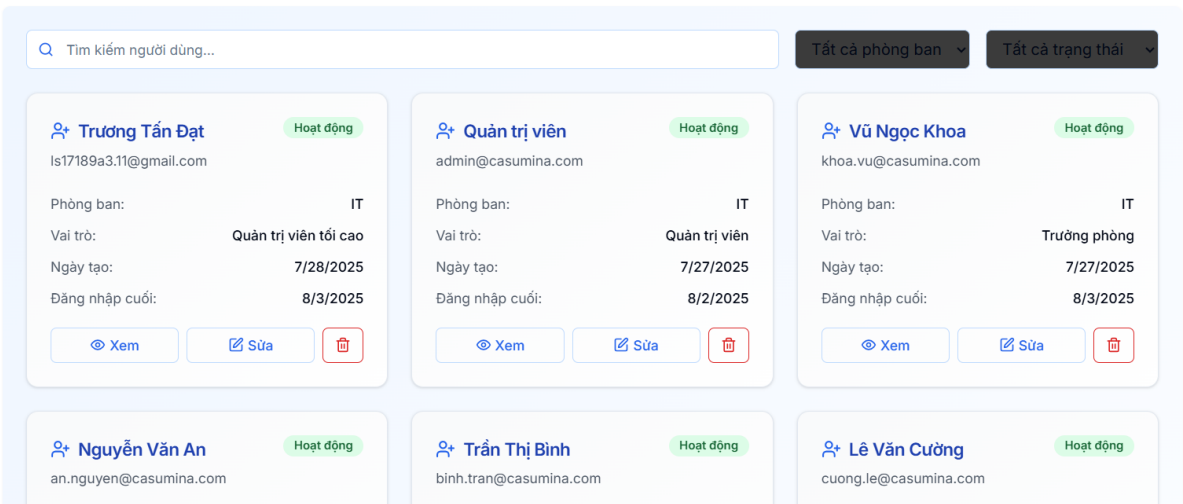 Tìm kiếm người dùng... Tất cả phòng ban Tất cả trạng thái
Trương Tấn Đạt Hoạt động
ls17189a3.11@gmail.com
Phòng ban: IT
Vai trò: Quản trị viên tối cao
Ngày tạo: 7/28/2025
Đăng nhập cuối: 8/3/2025
Xem Sửa
Quản trị viên Hoạt động
admin@casumina.com
Phòng ban: IT
Vai trò: Quản trị viên
Ngày tạo: 7/27/2025
Đăng nhập cuối: 8/2/2025
Xem Sửa
Vũ Ngọc Khoa Hoạt động
khoa.vu@casumina.com
Phòng ban: IT
Vai trò: Trưởng phòng
Ngày tạo: 7/27/2025
Đăng nhập cuối: 8/3/2025
Xem Sửa
Nguyễn Văn An Hoạt động
an.nguyen@casumina.com
Trần Thị Bình Hoạt động
binh.tran@casumina.com
Lê Văn Cường Hoạt động
cuong.le@casumina.com